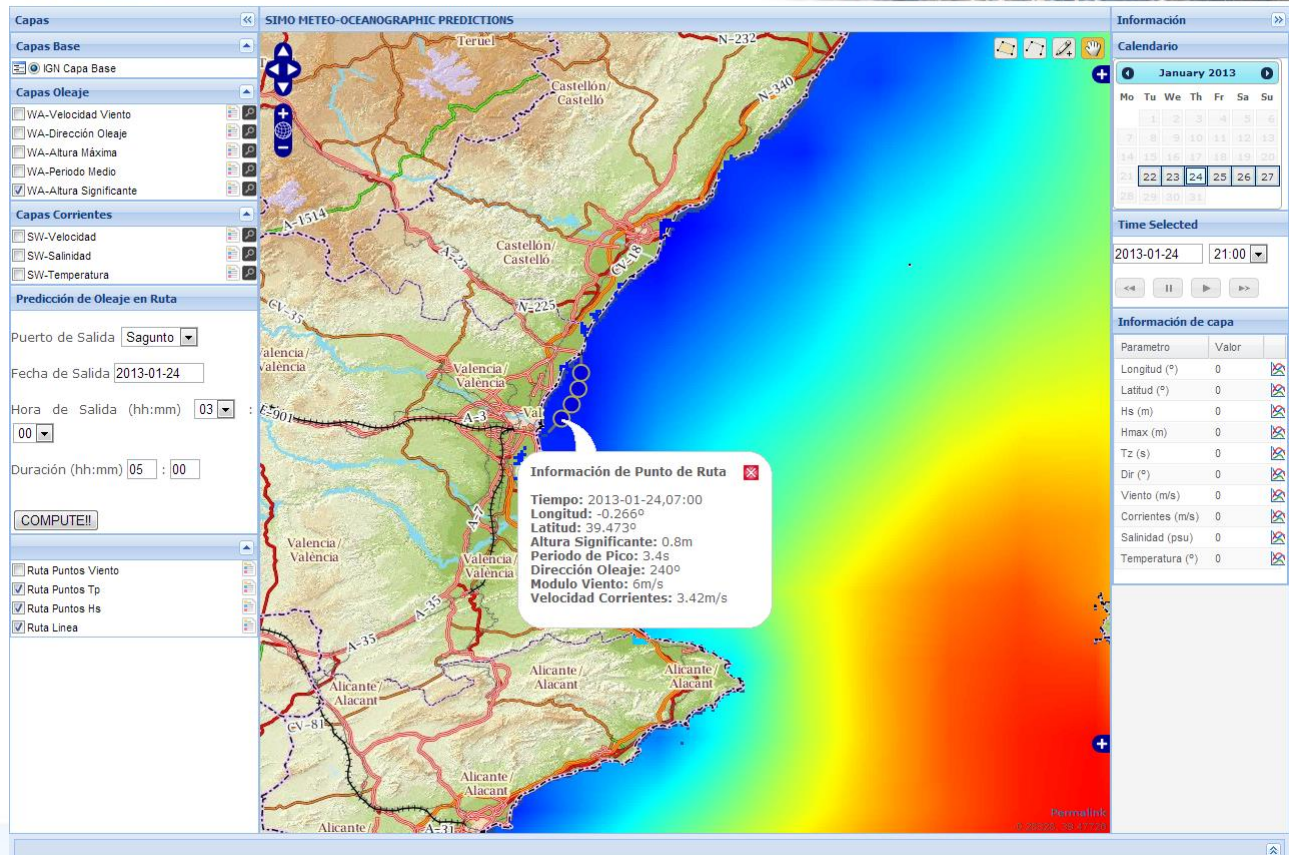 Capas
SIMO METEO-OCEANOGRAPHIC PREDICTIONS
Información
Capas Base
IGN Capa Base
Capas Oleaje
WA-Velocidad Viento
WA-Dirección Oleaje
WA-Altura Máxima
WA-Periodo Medio
WA-Altura Significante
Capas Corrientes
SW-Velocidad
SW-Salinidad
SW-Temperatura
Predicción de Oleaje en Ruta
Puerto de Salida Sagunto
Fecha de Salida 2013-01-24
Hora de Salida (hh:mm) 03 :
00
Duración (hh:mm) 05 : 00
COMPUTE!!
Ruta Puntos Viento
Ruta Puntos Tp
Ruta Puntos Hs
Ruta Linea
Teruel
N-232
Castellón/
Castelló
N-340
A-1514
Castellón/
Castelló
CV-18
A-23
N-225
CV-35
Valencia/
València
Valencia/
València
E-901
A-3
Val
A-7
Valencia/
València
Valencia/
València
A-35
A-35
Alicante/
Alacant
Alicante/
Alacant
Alicante/
Alacant
CV-81
Alicante/
Alacant
Alicante/
A-31
Información de Punto de Ruta
Tiempo: 2013-01-24,07:00
Longitud: -0.266º
Latitud: 39.473º
Altura Significante: 0.8m
Periodo de Pico: 3.4s
Dirección Oleaje: 240º
Modulo Viento: 6m/s
Velocidad Corrientes: 3.42m/s
Permalink
Calendario
January 2013
Mo Tu We Th Fr Sa Su
1 2 3 4 5 6
7 8 9 10 11 12 13
14 15 16 17 18 19 20
21 22 23 24 25 26 27
28 29 30 31
Time Selected
2013-01-24 21:00
Información de capa
Parametro Valor
Longitud (º) 0
Latitud (º) 0
Hs (m) 0
Hmax (m) 0
Tz (s) 0
Dir (º) 0
Viento (m/s) 0
Corrientes (m/s) 0
Salinidad (psu) 0
Temperatura (º) 0